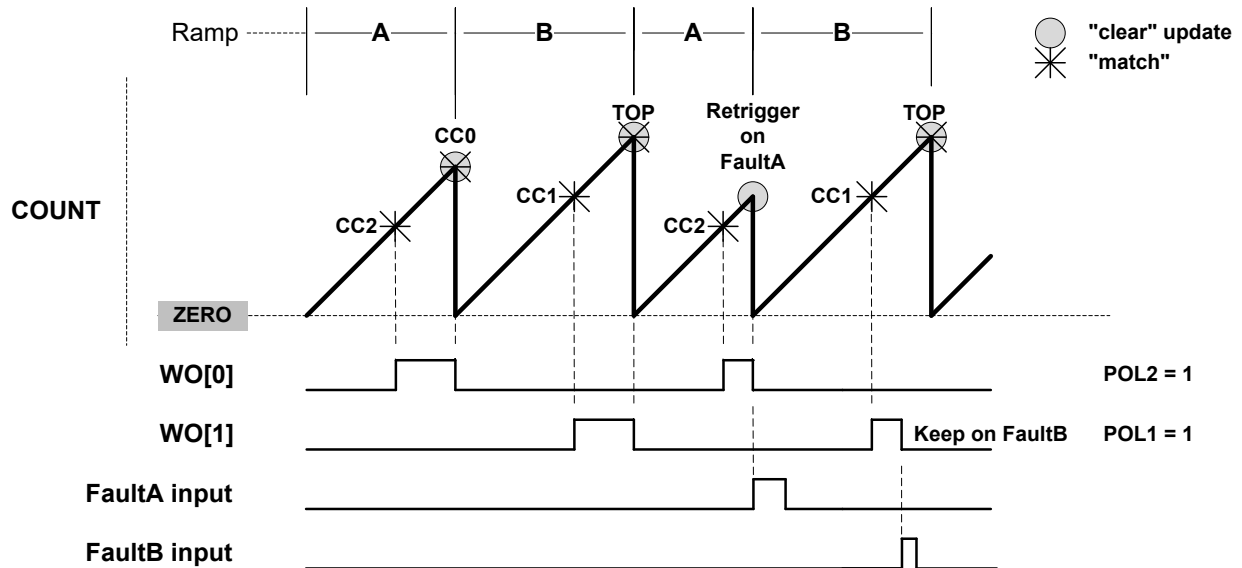 Ramp A B A B
"clear" update
"match"
COUNT
CC0
TOP
Retrigger
on
FaultA
TOP
CC2
CC1
CC2
CC1
ZERO
WO[0]
POL2 = 1
WO[1]
Keep on FaultB
POL1 = 1
FaultA input
FaultB input